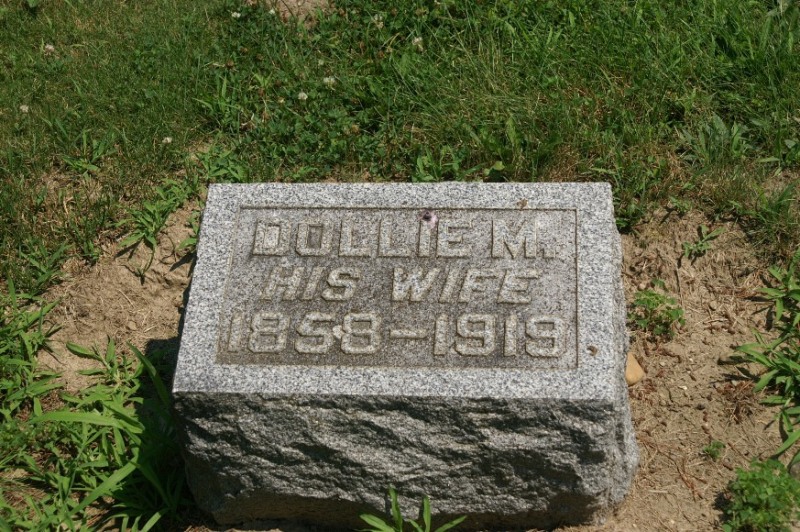 DOLLIE M.
HIS WIFE
1858-1919